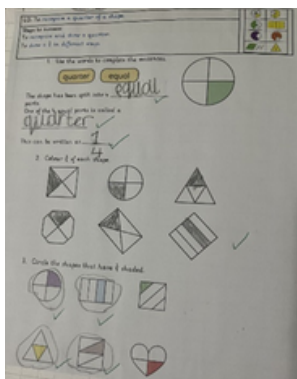 LO: To recognise a quarter of a shape
Steps to success:
To recognise and draw a quarter
To draw ¼ in different ways
1. Use the words to complete the sentences.
quarter equal
The shape has been split into 4 equal
parts.
One of the 4 equal parts is called a
quarter
This can be written as 1/4
2. Colour ¼ of each shape.
3. Circle the shapes that have ¼ shaded.